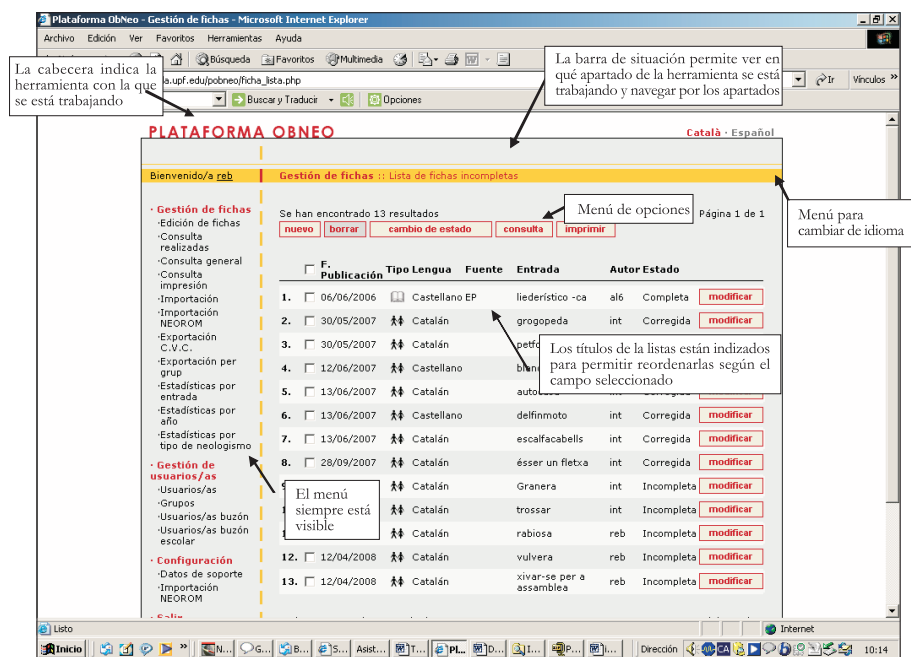 Plataforma ObNeo - Gestión de fichas - Microsoft Internet Explorer
Archivo Edición Ver Favoritos Herramientas Ayuda
Búsqueda Favoritos Multimedia
La cabecera indica la
herramienta con la que
se está trabajando
La barra de situación permite ver en
qué apartado de la herramienta se está
trabajando y navegar por los apartados
a.upf.edu/pobneo/ficha_lista.php
Ir Vínculos »
Buscar y Traducir Opciones
PLATAFORMA OBNEO
Català · Español
Bienvenido/a reb
Gestión de fichas :: Lista de fichas incompletas
Menú para
cambiar de idioma
· Gestión de fichas
·Edición de fichas
·Consulta
realizadas
·Consulta general
·Consulta
impresión
·Importación
·Importación
NEOROM
·Exportación
C.V.C.
·Exportación per
grup
·Estadísticas por
entrada
·Estadísticas por
año
·Estadísticas por
tipo de neologismo
· Gestión de
usuarios/as
·Usuarios/as
·Grupos
·Usuarios/as buzón
·Usuarios/as buzón
escolar
· Configuración
·Datos de soporte
·Importación
NEOROM
· Salir
El menú
siempre está
visible
Se han encontrado 13 resultados
Menú de opciones
Página 1 de 1
nuevo borrar cambio de estado consulta imprimir
F.
Publicación Tipo Lengua Fuente Entrada Autor Estado
1. 06/06/2006 Castellano EP liederístico -ca al6 Completa modificar
2. 30/05/2007 Catalán grogopeda int Corregida modificar
3. 30/05/2007 Catalán
4. 12/06/2007 Castellano
5. 13/06/2007 Catalán
Los títulos de la listas están indizados
para permitir reordenarlas según el
campo seleccionado
6. 13/06/2007 Castellano delfinmoto int Corregida modificar
7. 13/06/2007 Catalán escalfacabells int Corregida modificar
8. 28/09/2007 Catalán ésser un fletxa int Corregida modificar
Catalán Granera int Incompleta modificar
Catalán trossar int Incompleta modificar
Catalán rabiosa reb Incompleta modificar
12. 12/04/2008 Catalán vulvera reb Incompleta modificar
13. 12/04/2008 Catalán xivar-se per a
assamblea reb Incompleta modificar
Listo Internet
Inicio » N... G... B... S... Asist... T... Pl... D... I... P... i... Dirección CA 10:14